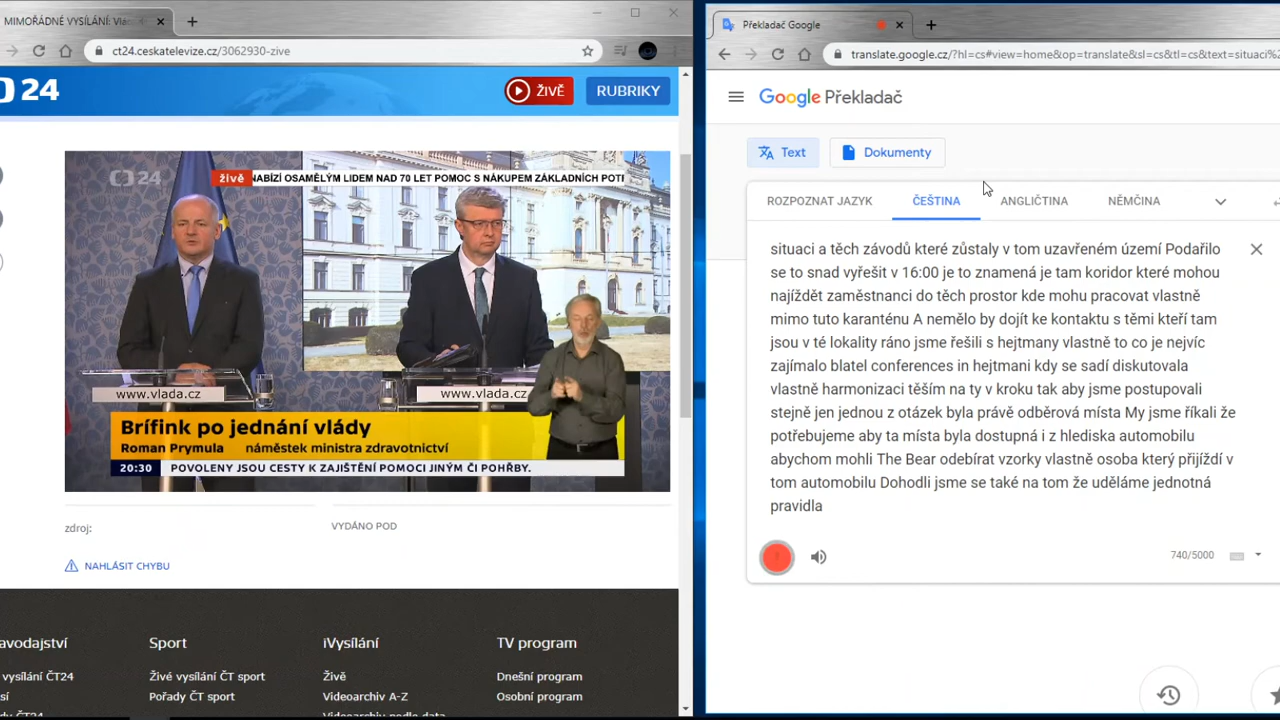 MIMOŘÁDNÉ VYSÍLÁNÍ: Vlá
ct24.ceskatelevize.cz/3062930-zive
24
ŽIVĚ
RUBRIKY
ČT24
živě
NABÍZÍ OSAMĚLÝM LIDEM NAD 70 LET POMOC S NÁKUPEM ZÁKLADNÍCH POTŘ
www.vlada.cz
www.vlada.cz
Brífink po jednání vlády
Roman Prymula náměstek ministra zdravotnictví
20:30 POVOLENY JSOU CESTY K ZAJIŠTĚNÍ POMOCI JINÝM ČI POHŘBY.
zdroj:
VYDÁNO POD
NAHLÁSIT CHYBU
avodajství
Sport
iVysílání
TV program
vysílání ČT24
Živé vysílání ČT sport
Živě
Dnešní program
Pořady ČT sport
Videoarchiv A-Z
Osobní program
Videoarchiv podle data
Překladač Google
translate.google.cz/?hl=cs#view=home&op=translate&sl=cs&tl=cs&text=situaci%2
Google Překladač
Text
Dokumenty
ROZPOZNAT JAZYK
ČEŠTINA
ANGLIČTINA
NĚMČINA
situaci a těch závodů které zůstaly v tom uzavřeném území Podařilo
se to snad vyřešit v 16:00 je to znamená je tam koridor které mohou
najíždět zaměstnanci do těch prostor kde mohu pracovat vlastně
mimo tuto karanténu A nemělo by dojít ke kontaktu s těmi kteří tam
jsou v té lokality ráno jsme řešili s hejtmany vlastně to co je nejvíc
zajímalo blatel conferences in hejtmani kdy se sadí diskutovala
vlastně harmonizaci těším na ty v kroku tak aby jsme postupovali
stejně jen jednou z otázek byla právě odběrová místa My jsme říkali že
potřebujeme aby ta místa byla dostupná i z hlediska automobilu
abychom mohli The Bear odebírat vzorky vlastně osoba který přijíždí v
tom automobilu Dohodli jsme se také na tom že uděláme jednotná
pravidla
740/5000